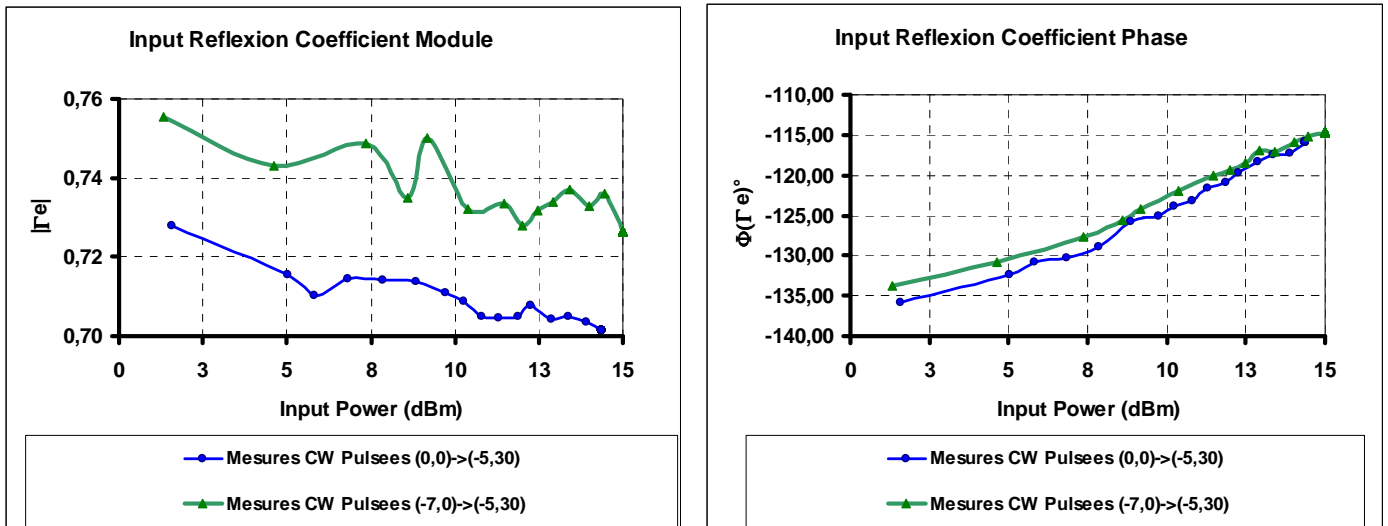 Input Reflexion Coefficient Module
|Γe|
0,76
0,74
0,72
0,70
0 3 5 8 10 13 15
Input Power (dBm)
Mesures CW Pulsees (0,0)->(-5,30)
Mesures CW Pulsees (-7,0)->(-5,30)
Input Reflexion Coefficient Phase
Φ(Γe)°
-110,00
-115,00
-120,00
-125,00
-130,00
-135,00
-140,00
0 3 5 8 10 13 15
Input Power (dBm)
Mesures CW Pulsees (0,0)->(-5,30)
Mesures CW Pulsees (-7,0)->(-5,30)